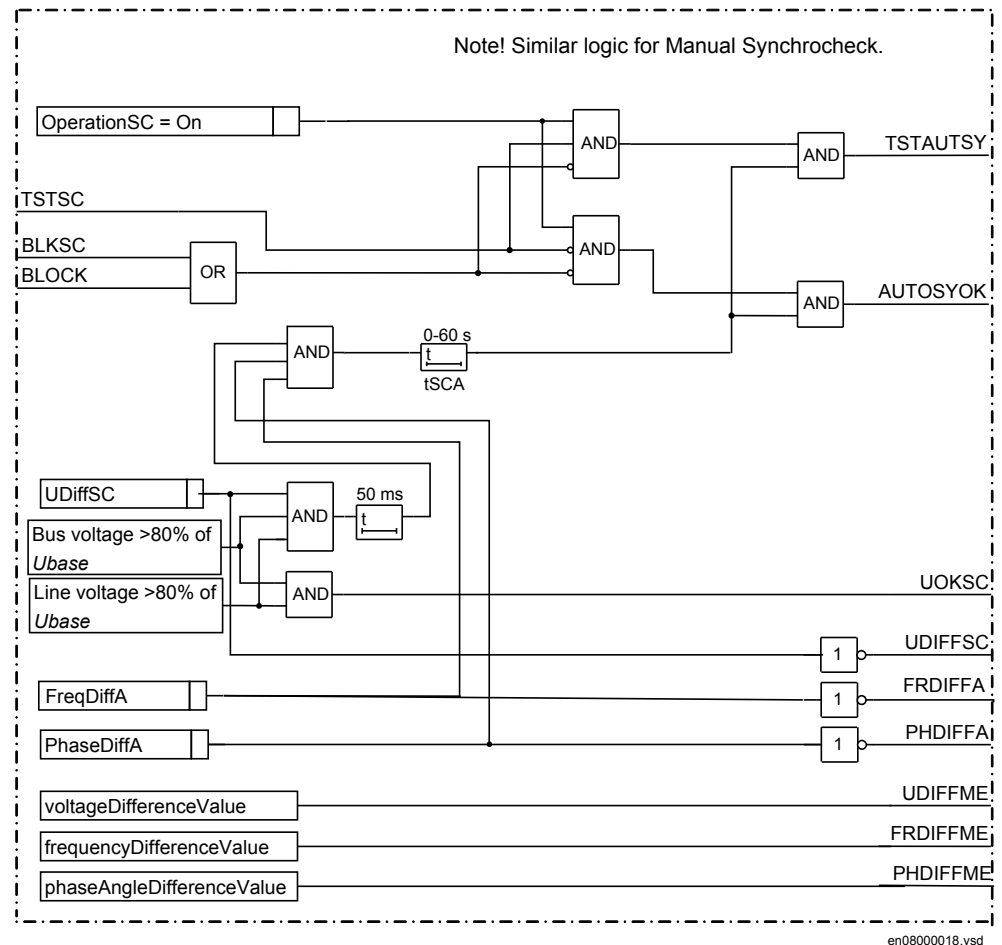 Note! Similar logic for Manual Synchrocheck.
OperationSC = On
AND
AND
TSTAUTSY
TSTSC
BLKSC
BLOCK
OR
AND
AND
AUTOSYOK
AND
0-60 s
t
tSCA
UDiffSC
AND
50 ms
t
Bus voltage >80% of
Ubase
Line voltage >80% of
Ubase
AND
UOKSC
1
UDIFFSC
FreqDiffA
1
FRDIFFA
PhaseDiffA
1
PHDIFFA
voltageDifferenceValue
UDIFFME
frequencyDifferenceValue
FRDIFFME
phaseAngleDifferenceValue
PHDIFFME
en08000018.vsd